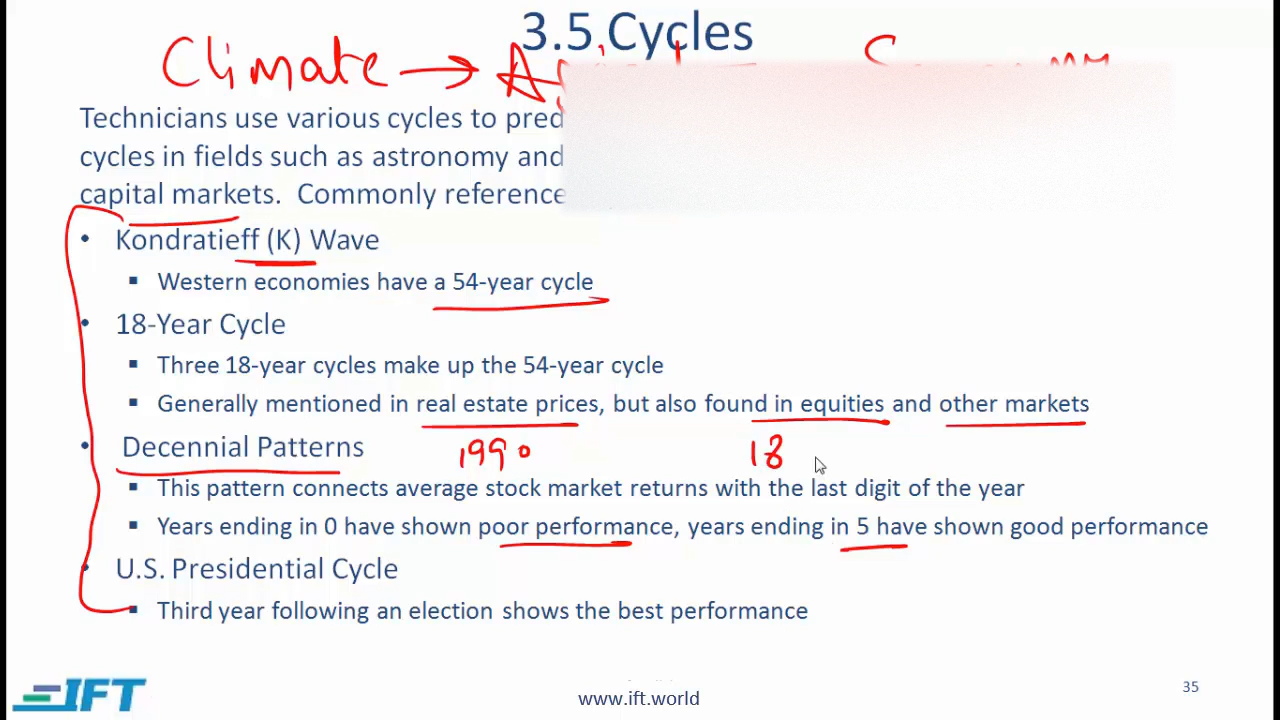 3.5 Cycles
Climate →
Technicians use various cycles to
cycles in fields such as astronomy and
capital markets. Commonly
• Kondratieff (K) Wave
▪ Western economies have a 54-year cycle
• 18-Year Cycle
▪ Three 18-year cycles make up the 54-year cycle
▪ Generally mentioned in real estate prices, but also found in equities and other markets
• Decennial Patterns 1990 18
▪ This pattern connects average stock market returns with the last digit of the year
▪ Years ending in 0 have shown poor performance, years ending in 5 have shown good performance
• U.S. Presidential Cycle
▪ Third year following an election shows the best performance
IFT
www.ift.world
35